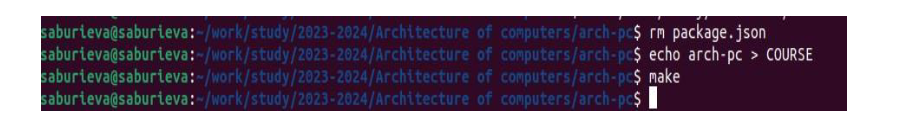 saburieva@saburieva:~/work/study/2023-2024/Architecture of computers/arch-pc$ rm package.json
saburieva@saburieva:~/work/study/2023-2024/Architecture of computers/arch-pc$ echo arch-pc > COURSE
saburieva@saburieva:~/work/study/2023-2024/Architecture of computers/arch-pc$ make
saburieva@saburieva:~/work/study/2023-2024/Architecture of computers/arch-pc$